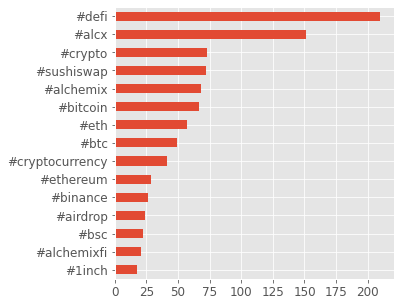 #defi
#alcx
#crypto
#sushiswap
#alchemix
#bitcoin
#eth
#btc
#cryptocurrency
#ethereum
#binance
#airdrop
#bsc
#alchemixfi
#1inch
0 25 50 75 100 125 150 175 200